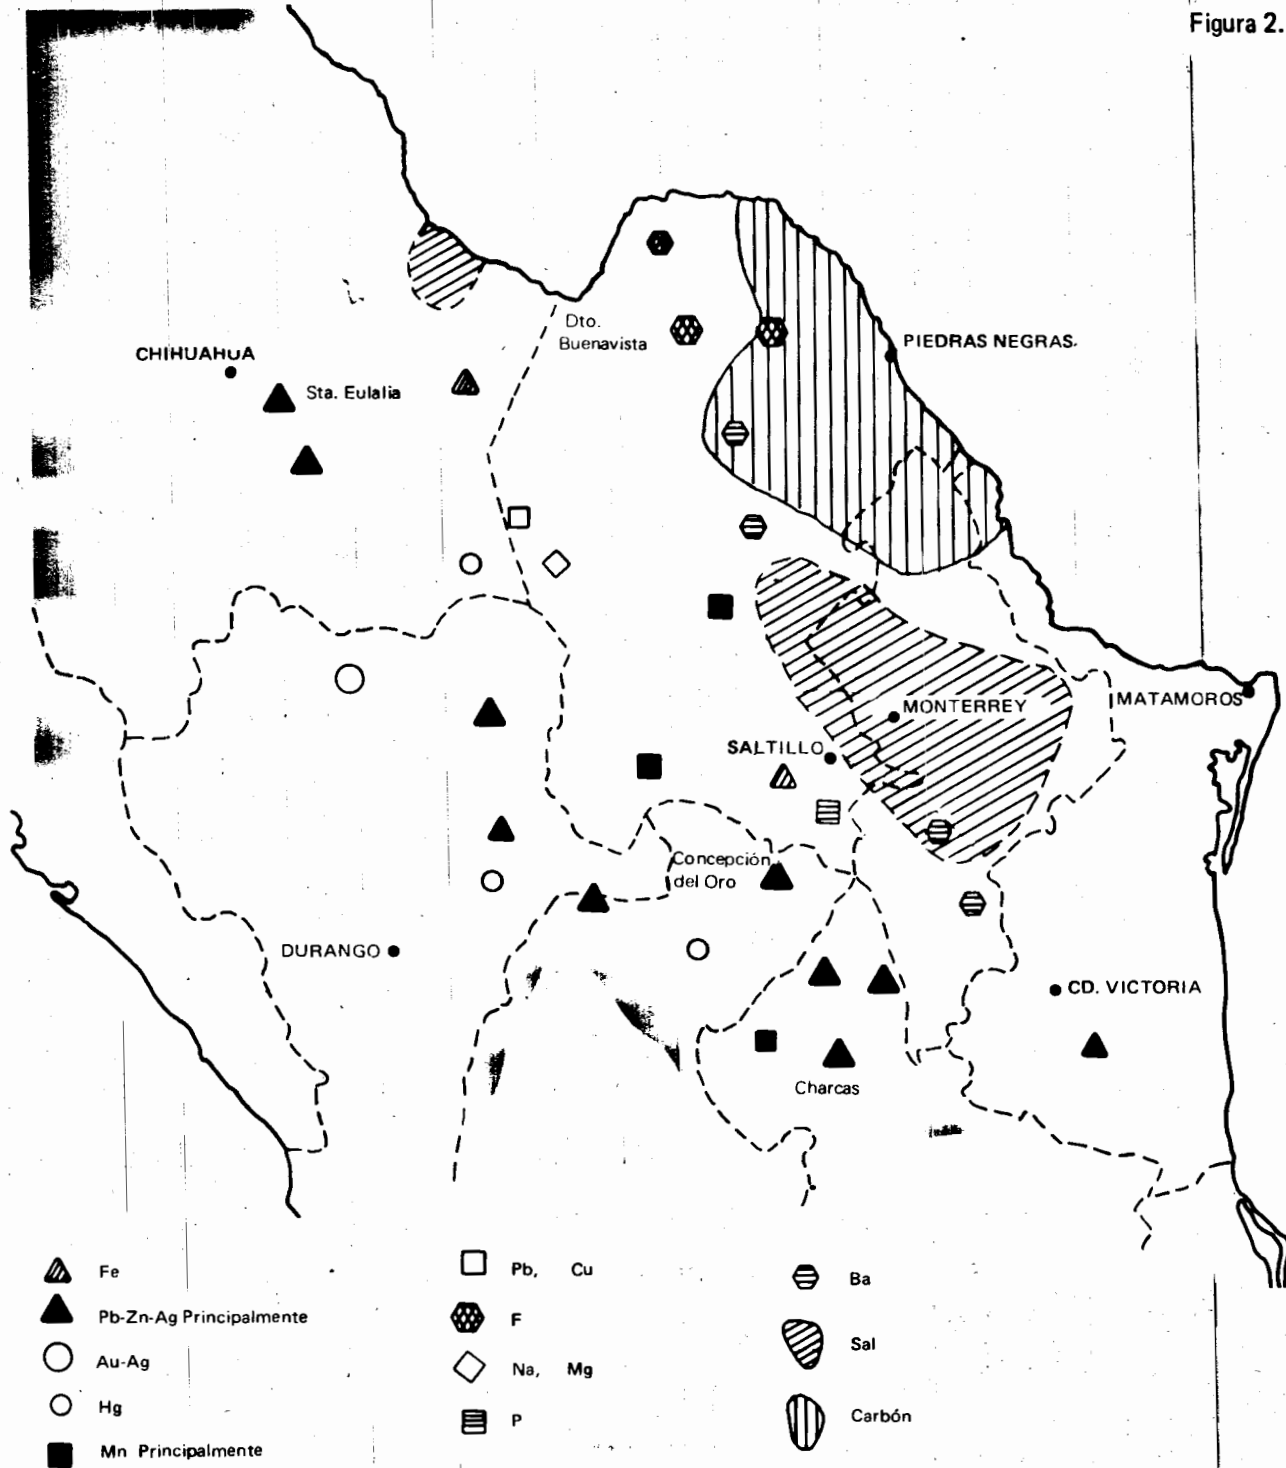 Figura 2.
CHIHUAHUA
Sta. Eulalia
Dto.
Buenavista
PIEDRAS NEGRAS.
MONTERREY
MATAMOROS
SALTILLO
Concepción
del Oro
DURANGO
CD. VICTORIA
Charcas
Fe
Pb-Zn-Ag Principalmente
Au-Ag
Hg
Mn Principalmente
Pb, Cu
F
Na, Mg
P
Ba
Sal
Carbón